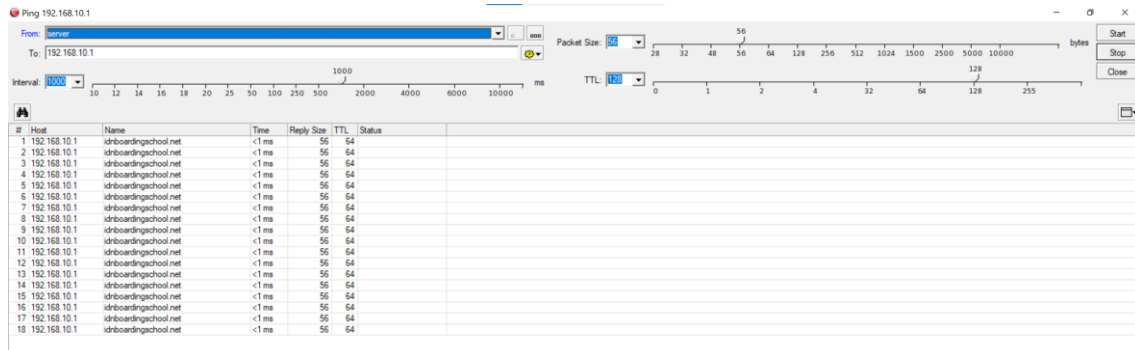 Ping 192.168.10.1
From: server
To: 192.168.10.1
Interval: 1000 ms
1000
10 12 14 16 18 20 25 50 100 250 500 2000 4000 6000 10000
Packet Size: 56 bytes
56
28 32 48 56 64 128 256 512 1024 1500 2500 5000 10000
TTL: 128
128
0 1 2 4 32 64 128 255
Start
Stop
Close
# Host Name Time Reply Size TTL Status
1 192.168.10.1 idnboardingschool.net <1 ms 56 64
2 192.168.10.1 idnboardingschool.net <1 ms 56 64
3 192.168.10.1 idnboardingschool.net <1 ms 56 64
4 192.168.10.1 idnboardingschool.net <1 ms 56 64
5 192.168.10.1 idnboardingschool.net <1 ms 56 64
6 192.168.10.1 idnboardingschool.net <1 ms 56 64
7 192.168.10.1 idnboardingschool.net <1 ms 56 64
8 192.168.10.1 idnboardingschool.net <1 ms 56 64
9 192.168.10.1 idnboardingschool.net <1 ms 56 64
10 192.168.10.1 idnboardingschool.net <1 ms 56 64
11 192.168.10.1 idnboardingschool.net <1 ms 56 64
12 192.168.10.1 idnboardingschool.net <1 ms 56 64
13 192.168.10.1 idnboardingschool.net <1 ms 56 64
14 192.168.10.1 idnboardingschool.net <1 ms 56 64
15 192.168.10.1 idnboardingschool.net <1 ms 56 64
16 192.168.10.1 idnboardingschool.net <1 ms 56 64
17 192.168.10.1 idnboardingschool.net <1 ms 56 64
18 192.168.10.1 idnboardingschool.net <1 ms 56 64